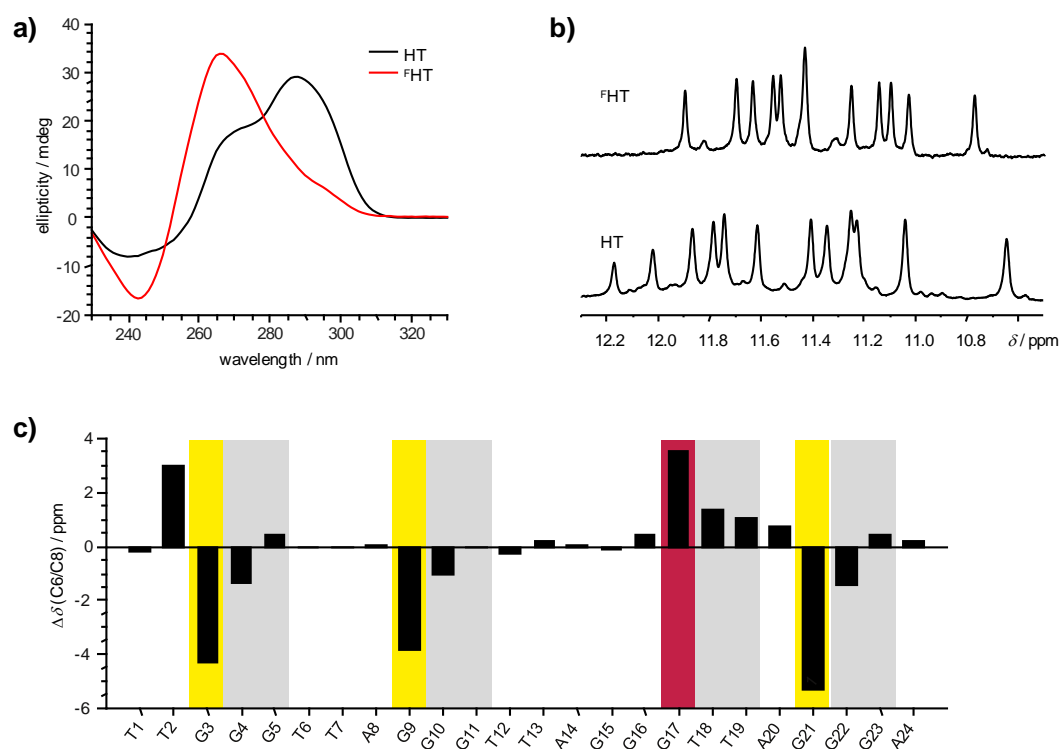 a)
40
30
20
10
0
-10
-20
ellipticity / mdeg
HT
FHT
240 260 280 300 320
wavelength / nm
b)
FHT
HT
12.2 12.0 11.8 11.6 11.4 11.2 11.0 10.8 δ / ppm
c)
4
2
0
-2
-4
-6
Δδ (C6/C8) / ppm
T1 T2 G3 G4 G5 T6 T7 A8 G9 G10 G11 T12 T13 A14 G15 G16 G17 T18 T19 A20 G21 G22 G23 A24